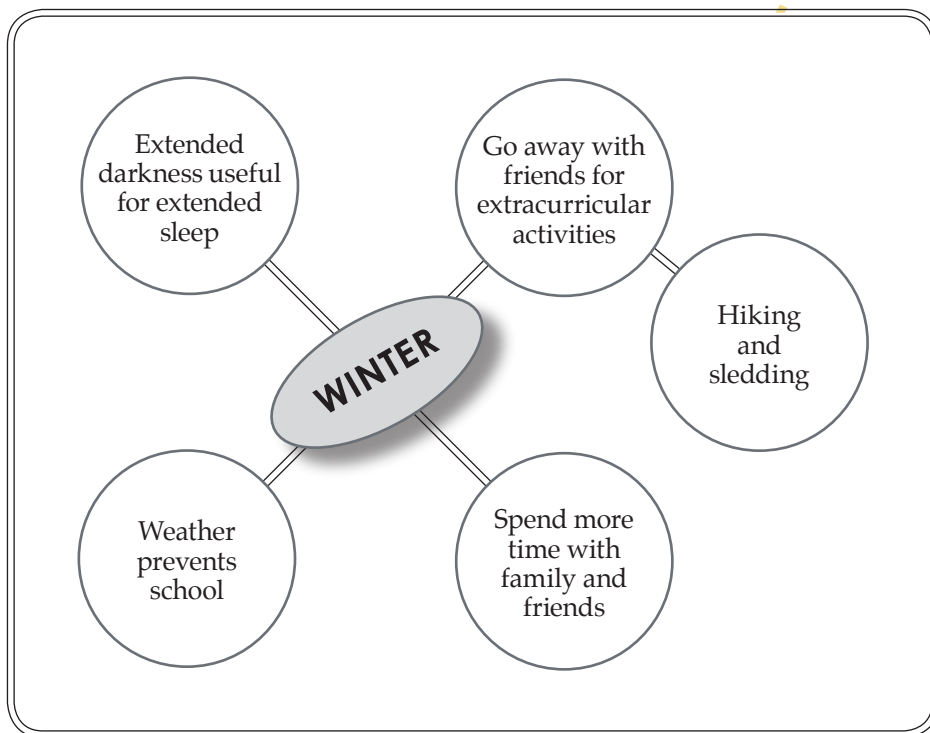 Extended
darkness useful
for extended
sleep
Go away with
friends for
extracurricular
activities
Hiking
and
sledding
WINTER
Weather
prevents
school
Spend more
time with
family and
friends